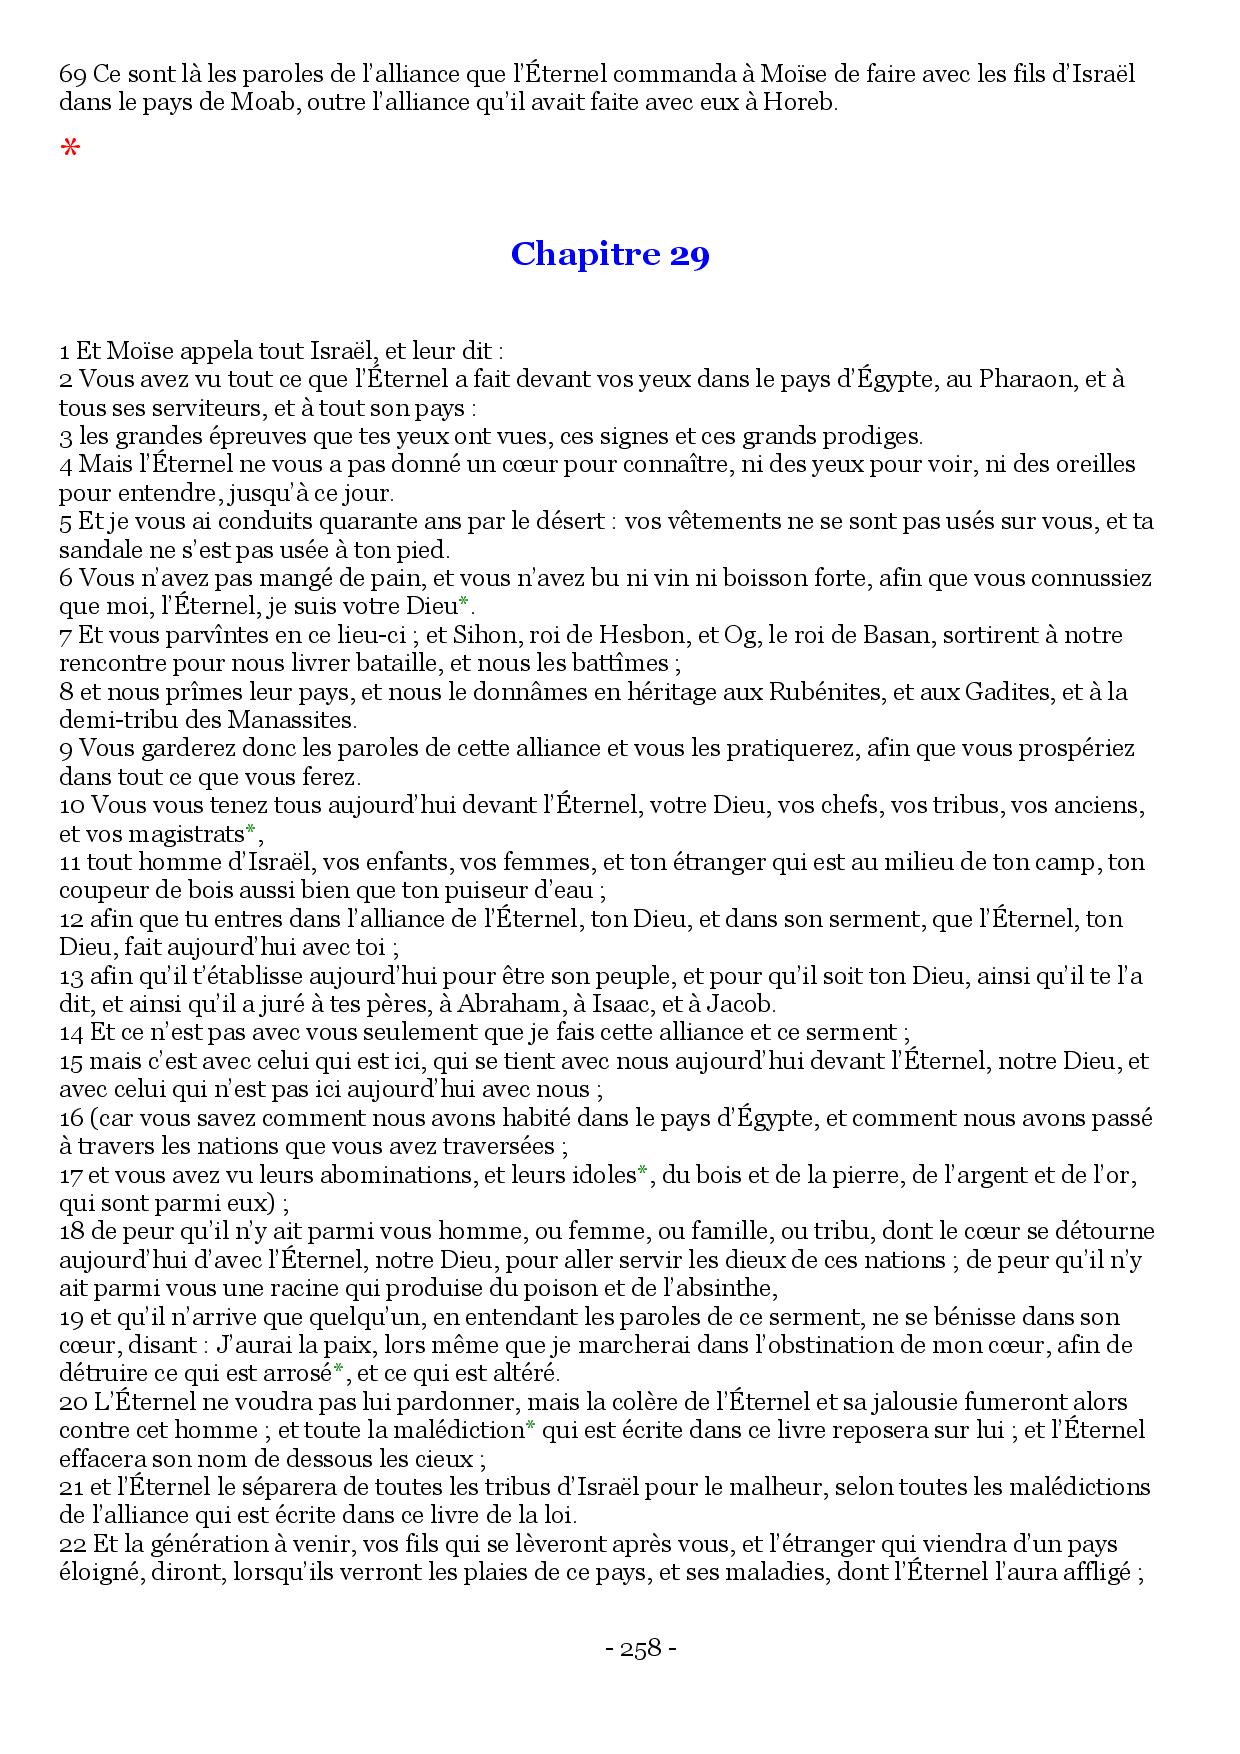 69 Ce sont là les paroles de l’alliance que l’Éternel commanda à Moïse de faire avec les fils d’Israël
dans le pays de Moab, outre l’alliance qu’il avait faite avec eux à Horeb.
*
Chapitre 29
1 Et Moïse appela tout Israël, et leur dit :
2 Vous avez vu tout ce que l’Éternel a fait devant vos yeux dans le pays d’Égypte, au Pharaon, et à
tous ses serviteurs, et à tout son pays :
3 les grandes épreuves que tes yeux ont vues, ces signes et ces grands prodiges.
4 Mais l’Éternel ne vous a pas donné un cœur pour connaître, ni des yeux pour voir, ni des oreilles
pour entendre, jusqu’à ce jour.
5 Et je vous ai conduits quarante ans par le désert : vos vêtements ne se sont pas usés sur vous, et ta
sandale ne s’est pas usée à ton pied.
6 Vous n’avez pas mangé de pain, et vous n’avez bu ni vin ni boisson forte, afin que vous connussiez
que moi, l’Éternel, je suis votre Dieu*.
7 Et vous parvîntes en ce lieu-ci ; et Sihon, roi de Hesbon, et Og, le roi de Basan, sortirent à notre
rencontre pour nous livrer bataille, et nous les battîmes ;
8 et nous prîmes leur pays, et nous le donnâmes en héritage aux Rubénites, et aux Gadites, et à la
demi-tribu des Manassites.
9 Vous garderez donc les paroles de cette alliance et vous les pratiquerez, afin que vous prospériez
dans tout ce que vous ferez.
10 Vous vous tenez tous aujourd’hui devant l’Éternel, votre Dieu, vos chefs, vos tribus, vos anciens,
et vos magistrats*,
11 tout homme d’Israël, vos enfants, vos femmes, et ton étranger qui est au milieu de ton camp, ton
coupeur de bois aussi bien que ton puiseur d’eau ;
12 afin que tu entres dans l’alliance de l’Éternel, ton Dieu, et dans son serment, que l’Éternel, ton
Dieu, fait aujourd’hui avec toi ;
13 afin qu’il t’établisse aujourd’hui pour être son peuple, et pour qu’il soit ton Dieu, ainsi qu’il te l’a
dit, et ainsi qu’il a juré à tes pères, à Abraham, à Isaac, et à Jacob.
14 Et ce n’est pas avec vous seulement que je fais cette alliance et ce serment ;
15 mais c’est avec celui qui est ici, qui se tient avec nous aujourd’hui devant l’Éternel, notre Dieu, et
avec celui qui n’est pas ici aujourd’hui avec nous ;
16 (car vous savez comment nous avons habité dans le pays d’Égypte, et comment nous avons passé
à travers les nations que vous avez traversées ;
17 et vous avez vu leurs abominations, et leurs idoles*, du bois et de la pierre, de l’argent et de l’or,
qui sont parmi eux) ;
18 de peur qu’il n’y ait parmi vous homme, ou femme, ou famille, ou tribu, dont le cœur se détourne
aujourd’hui d’avec l’Éternel, notre Dieu, pour aller servir les dieux de ces nations ; de peur qu’il n’y
ait parmi vous une racine qui produise du poison et de l’absinthe,
19 et qu’il n’arrive que quelqu’un, en entendant les paroles de ce serment, ne se bénisse dans son
cœur, disant : J’aurai la paix, lors même que je marcherai dans l’obstination de mon cœur, afin de
détruire ce qui est arrosé*, et ce qui est altéré.
20 L’Éternel ne voudra pas lui pardonner, mais la colère de l’Éternel et sa jalousie fumeront alors
contre cet homme ; et toute la malédiction* qui est écrite dans ce livre reposera sur lui ; et l’Éternel
effacera son nom de dessous les cieux ;
21 et l’Éternel le séparera de toutes les tribus d’Israël pour le malheur, selon toutes les malédictions
de l’alliance qui est écrite dans ce livre de la loi.
22 Et la génération à venir, vos fils qui se lèveront après vous, et l’étranger qui viendra d’un pays
éloigné, diront, lorsqu’ils verront les plaies de ce pays, et ses maladies, dont l’Éternel l’aura affligé ;
- 258 -